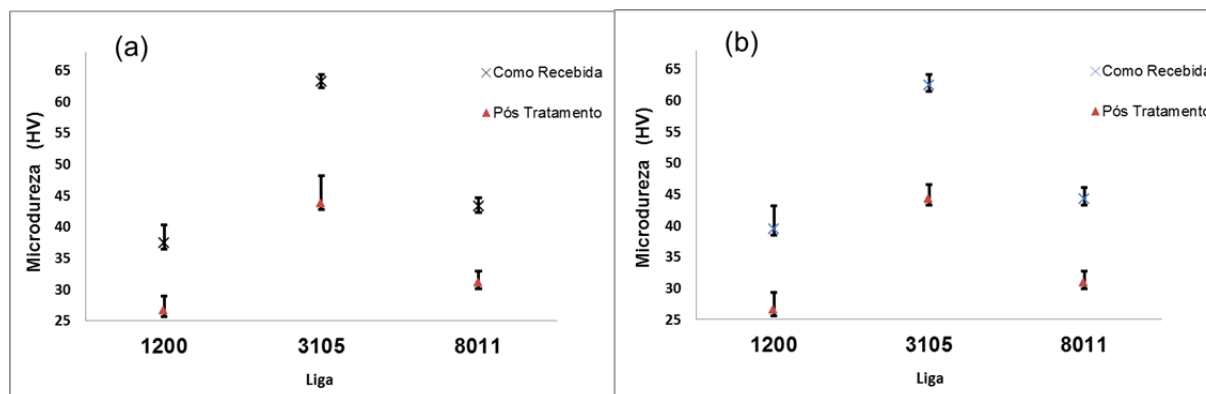 (a)
65
60
55
50
45
40
35
30
25
Microdureza (HV)
Como Recebida
Pós Tratamento
1200 3105 8011
Liga
(b)
65
60
55
50
45
40
35
30
25
Microdureza (HV)
Como Recebida
Pós Tratamento
1200 3105 8011
Liga